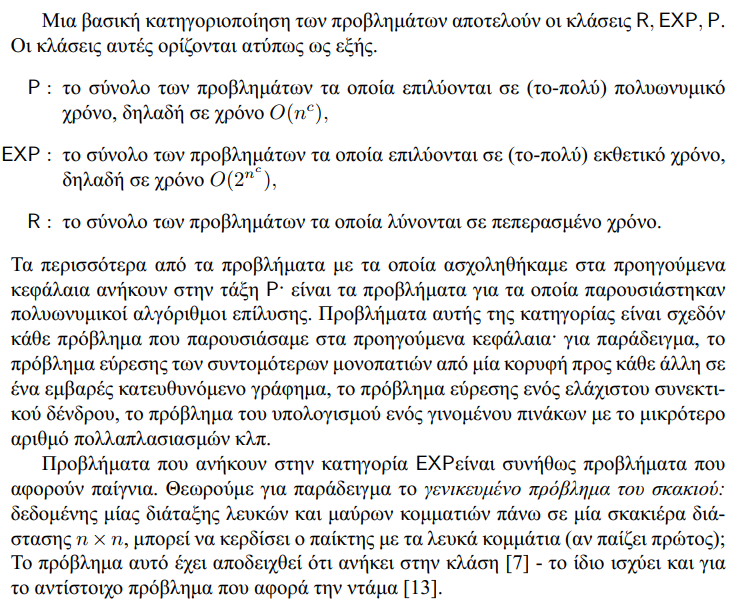 Μια βασική κατηγοριοποίηση των προβλημάτων αποτελούν οι κλάσεις R, EXP, P.
Οι κλάσεις αυτές ορίζονται ατύπως ως εξής.
P : το σύνολο των προβλημάτων τα οποία επιλύονται σε (το-πολύ) πολυωνυμικό
χρόνο, δηλαδή σε χρόνο O(n^c),
EXP : το σύνολο των προβλημάτων τα οποία επιλύονται σε (το-πολύ) εκθετικό χρόνο,
δηλαδή σε χρόνο O(2^{n^c}),
R : το σύνολο των προβλημάτων τα οποία λύνονται σε πεπερασμένο χρόνο.
Τα περισσότερα από τα προβλήματα με τα οποία ασχοληθήκαμε στα προηγούμενα
κεφάλαια ανήκουν στην τάξη P· είναι τα προβλήματα για τα οποία παρουσιάστηκαν
πολυωνυμικοί αλγόριθμοι επίλυσης. Προβλήματα αυτής της κατηγορίας είναι σχεδόν
κάθε πρόβλημα που παρουσιάσαμε στα προηγούμενα κεφάλαια· για παράδειγμα, το
πρόβλημα εύρεσης των συντομότερων μονοπατιών από μία κορυφή προς κάθε άλλη σε
ένα εμβαρές κατευθυνόμενο γράφημα, το πρόβλημα εύρεσης ενός ελάχιστου συνεκτι-
κού δένδρου, το πρόβλημα του υπολογισμού ενός γινομένου πινάκων με το μικρότερο
αριθμό πολλαπλασιασμών κλπ.
Προβλήματα που ανήκουν στην κατηγορία EXPείναι συνήθως προβλήματα που
αφορούν παίγνια. Θεωρούμε για παράδειγμα το γενικευμένο πρόβλημα του σκακιού:
δεδομένης μίας διάταξης λευκών και μαύρων κομματιών πάνω σε μία σκακιέρα διά-
στασης n × n, μπορεί να κερδίσει ο παίκτης με τα λευκά κομμάτια (αν παίζει πρώτος);
Το πρόβλημα αυτό έχει αποδειχθεί ότι ανήκει στην κλάση [7] - το ίδιο ισχύει και για
το αντίστοιχο πρόβλημα που αφορά την ντάμα [13].